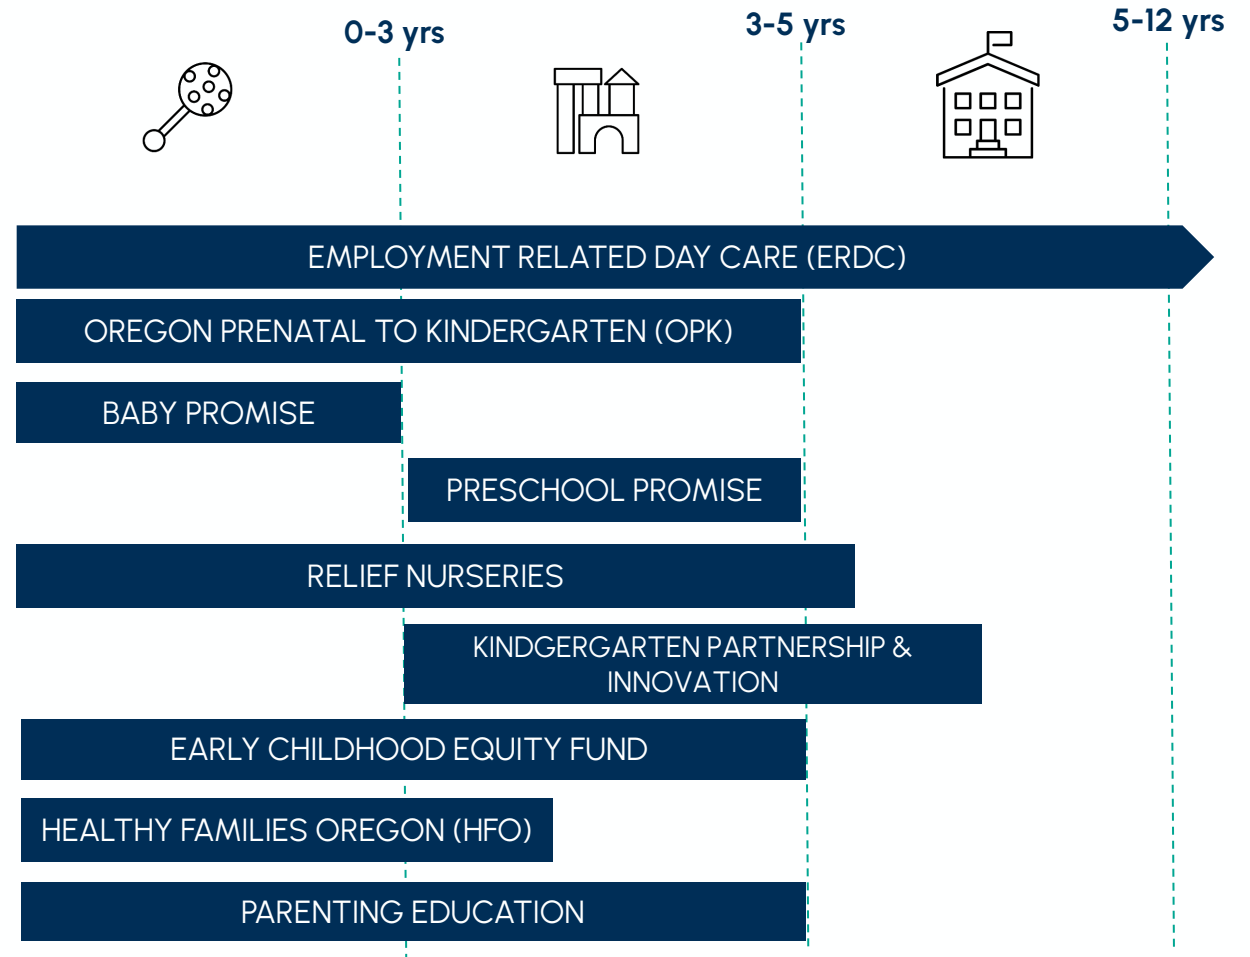 0-3 yrs
3-5 yrs
5-12 yrs
EMPLOYMENT RELATED DAY CARE (ERDC)
OREGON PRENATAL TO KINDERGARTEN (OPK)
BABY PROMISE
PRESCHOOL PROMISE
RELIEF NURSERIES
KINDGERGARTEN PARTNERSHIP &
INNOVATION
EARLY CHILDHOOD EQUITY FUND
HEALTHY FAMILIES OREGON (HFO)
PARENTING EDUCATION